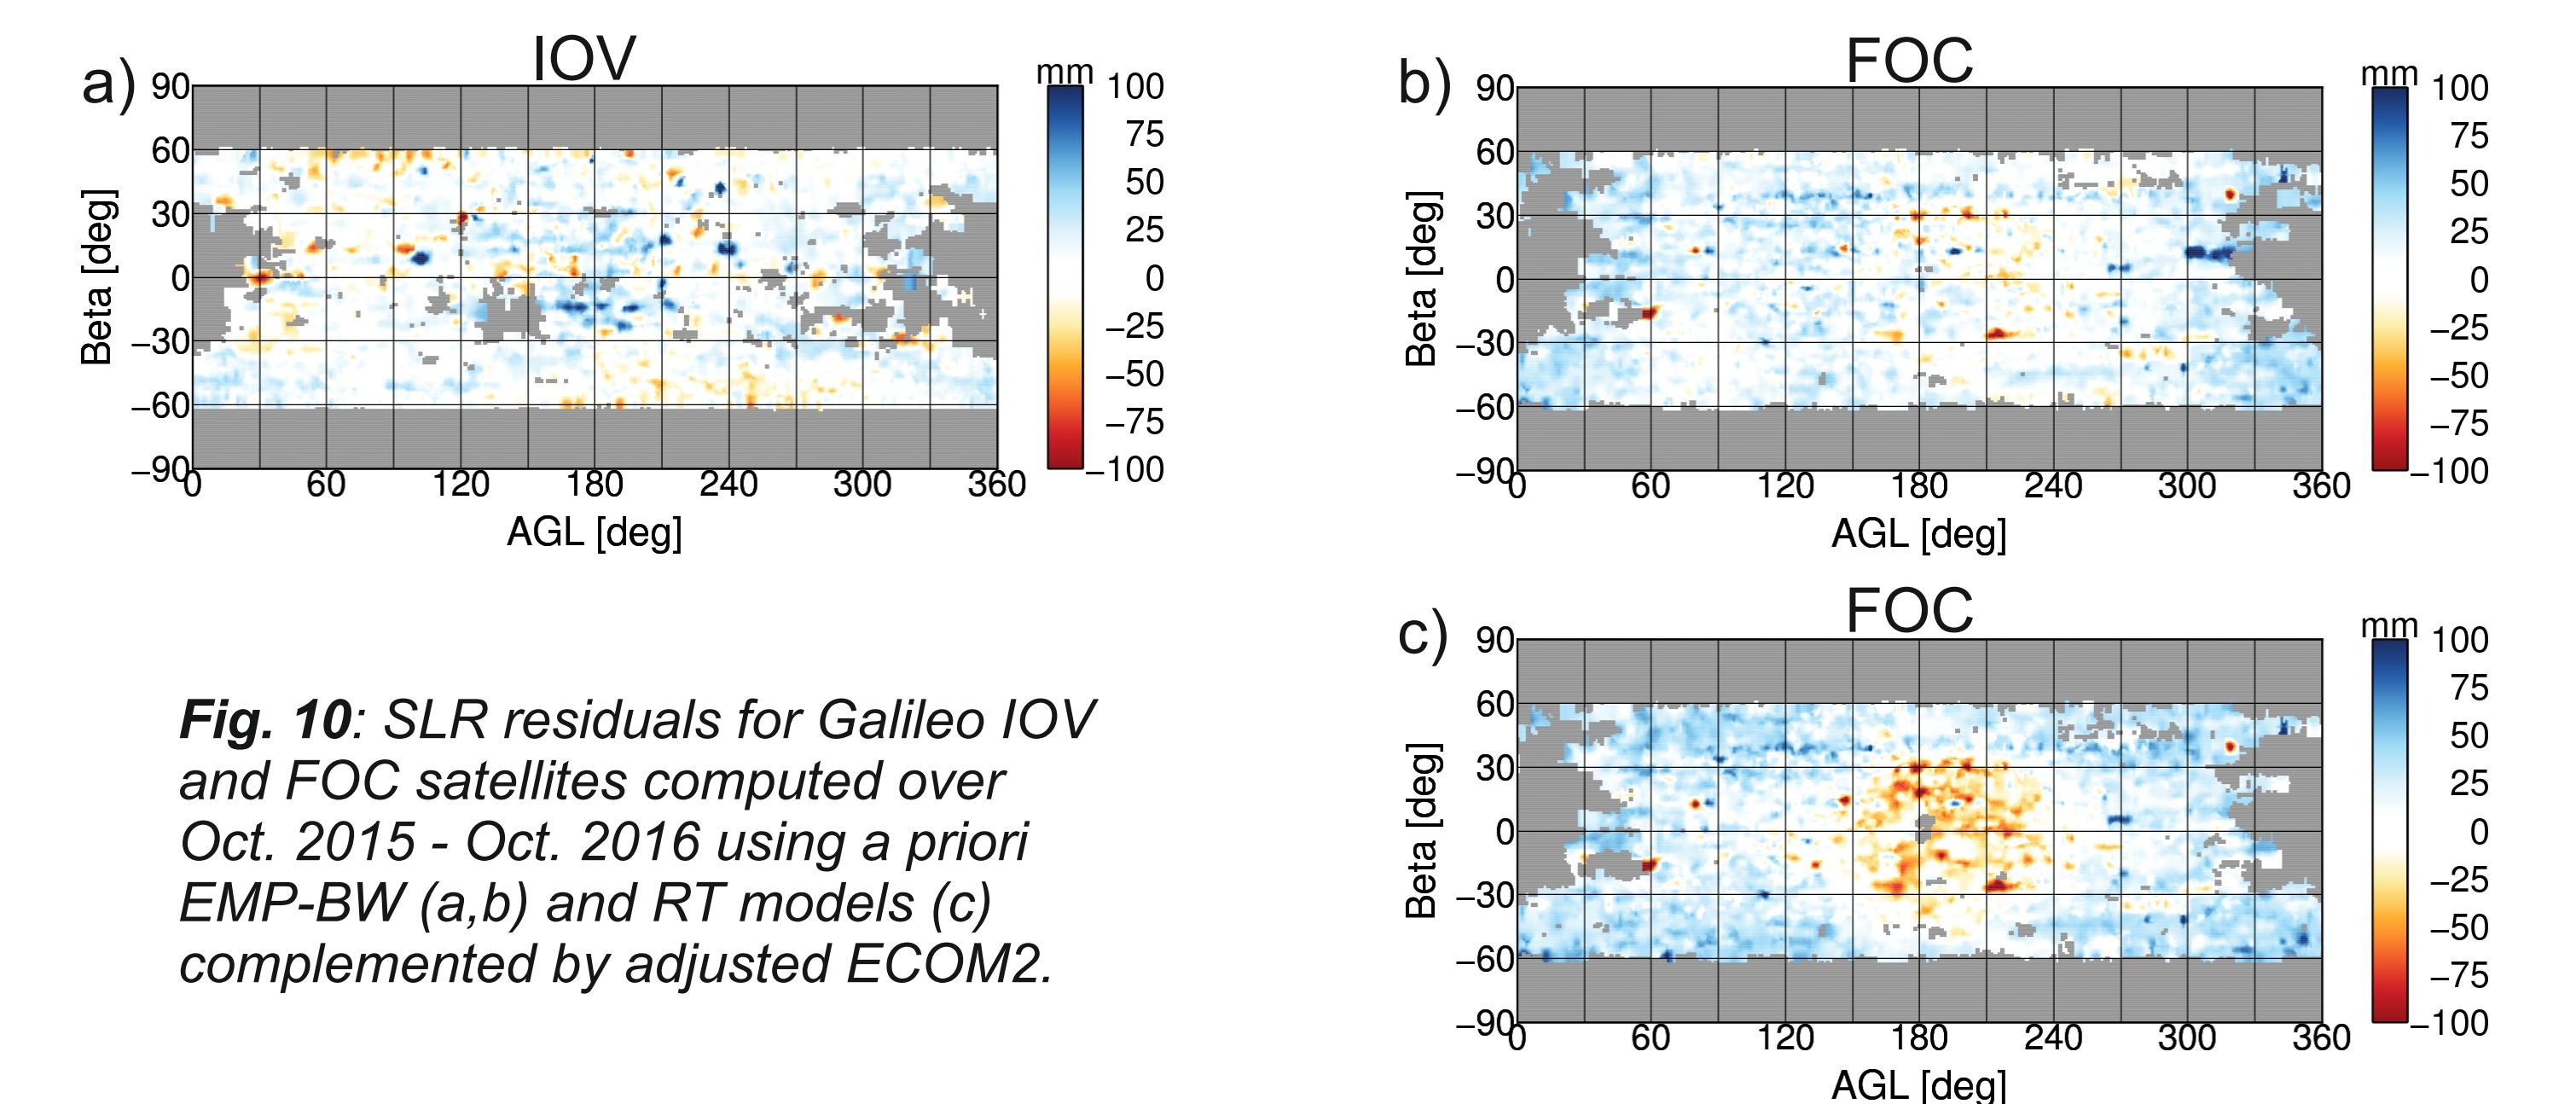 a)
IOV
mm
90
60
30
0
−30
−60
−90
0 60 120 180 240 300 360
AGL [deg]
Beta [deg]
100
75
50
25
0
−25
−50
−75
−100
b)
FOC
mm
90
60
30
0
−30
−60
−90
0 60 120 180 240 300 360
AGL [deg]
Beta [deg]
100
75
50
25
0
−25
−50
−75
−100
Fig. 10: SLR residuals for Galileo IOV
and FOC satellites computed over
Oct. 2015 - Oct. 2016 using a priori
EMP-BW (a,b) and RT models (c)
complemented by adjusted ECOM2.
c)
FOC
mm
90
60
30
0
−30
−60
−90
0 60 120 180 240 300 360
AGL [deg]
Beta [deg]
100
75
50
25
0
−25
−50
−75
−100